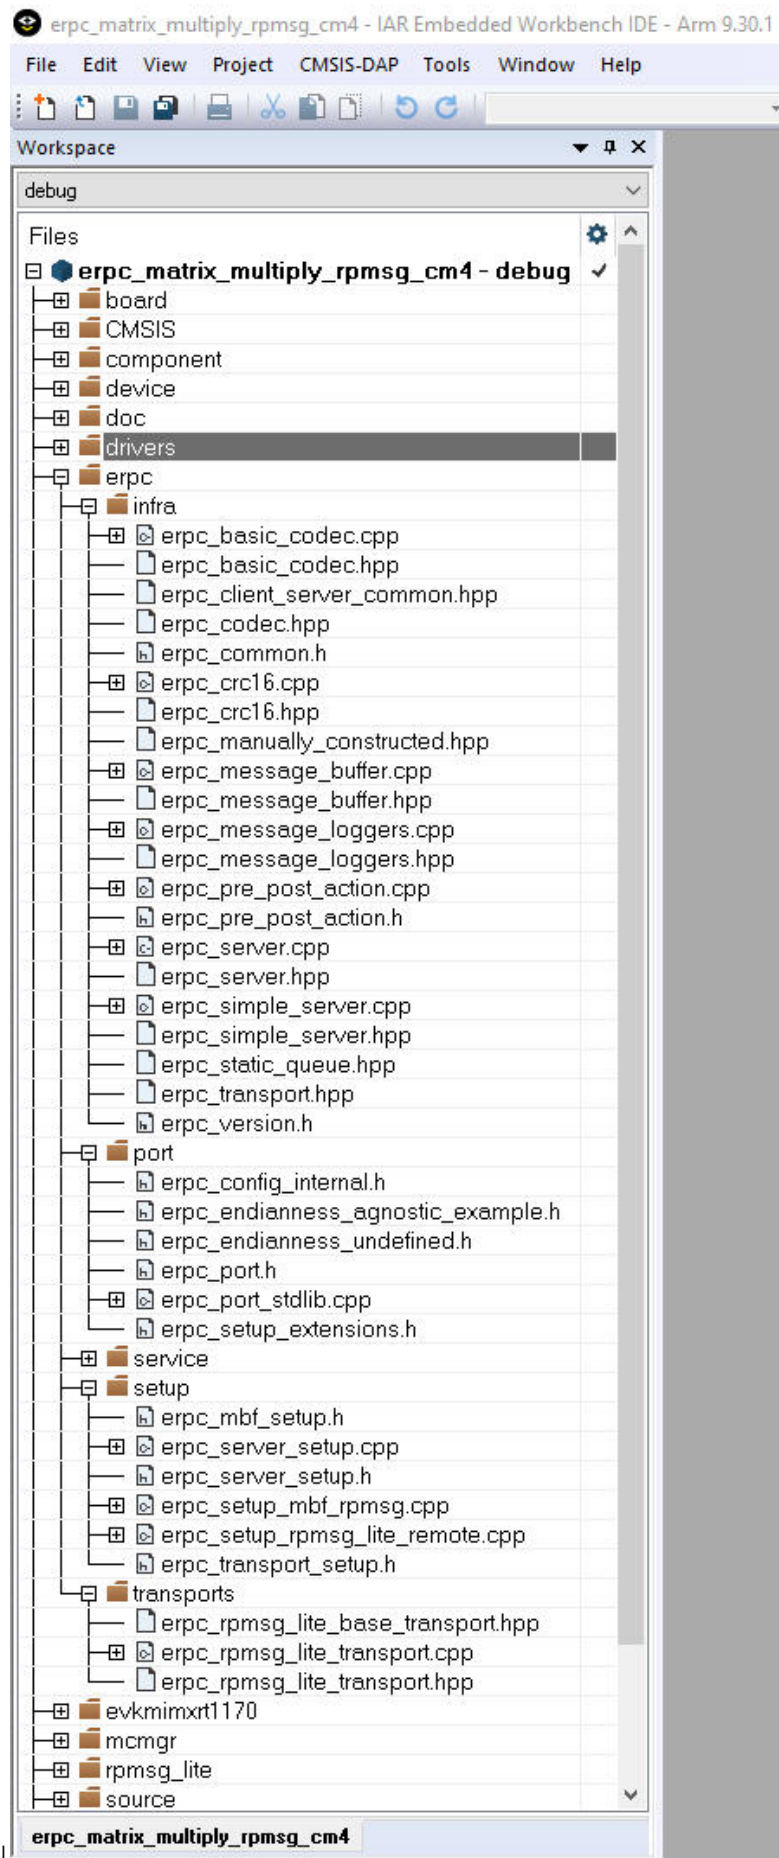 erpc_matrix_multiply_rpmsg_cm4 - IAR Embedded Workbench IDE - Arm 9.30.1
File Edit View Project CMSIS-DAP Tools Window Help
Workspace
debug
Files
erpc_matrix_multiply_rpmsg_cm4 - debug
board
CMSIS
component
device
doc
drivers
erpc
infra
erpc_basic_codec.cpp
erpc_basic_codec.hpp
erpc_client_server_common.hpp
erpc_codec.hpp
erpc_common.h
erpc_crc16.cpp
erpc_crc16.hpp
erpc_manually_constructed.hpp
erpc_message_buffer.cpp
erpc_message_buffer.hpp
erpc_message_loggers.cpp
erpc_message_loggers.hpp
erpc_pre_post_action.cpp
erpc_pre_post_action.h
erpc_server.cpp
erpc_server.hpp
erpc_simple_server.cpp
erpc_simple_server.hpp
erpc_static_queue.hpp
erpc_transport.hpp
erpc_version.h
port
erpc_config_internal.h
erpc_endianness_agnostic_example.h
erpc_endianness_undefined.h
erpc_port.h
erpc_port_stdlib.cpp
erpc_setup_extensions.h
service
setup
erpc_mbf_setup.h
erpc_server_setup.cpp
erpc_server_setup.h
erpc_setup_mbf_rpmsg.cpp
erpc_setup_rpmsg_lite_remote.cpp
erpc_transport_setup.h
transports
erpc_rpmsg_lite_base_transport.hpp
erpc_rpmsg_lite_transport.cpp
erpc_rpmsg_lite_transport.hpp
evkmimxrt1170
mcmgr
rpmsg_lite
source
erpc_matrix_multiply_rpmsg_cm4